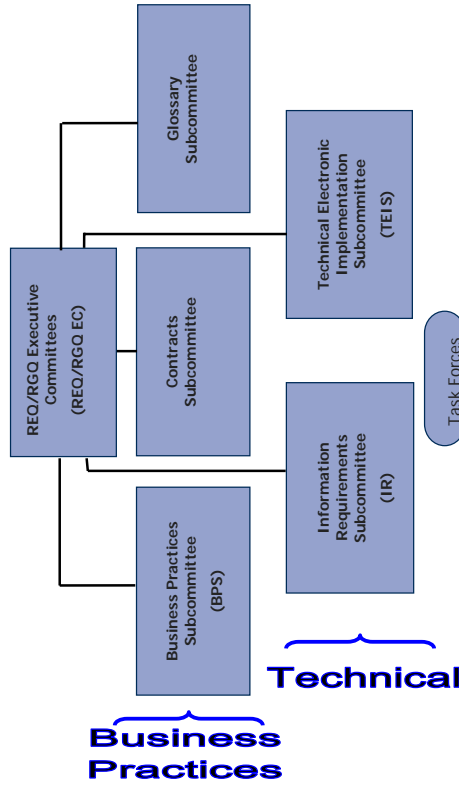 REQ/RGQ Executive
Committees
(REQ/RGQ EC)
Business Practices
Subcommittee
(BPS)
Contracts
Subcommittee
Glossary
Subcommittee
Information
Requirements
Subcommittee
(IR)
Technical Electronic
Implementation
Subcommittee
(TEIS)
Task Forces
Business
Practices
Technical